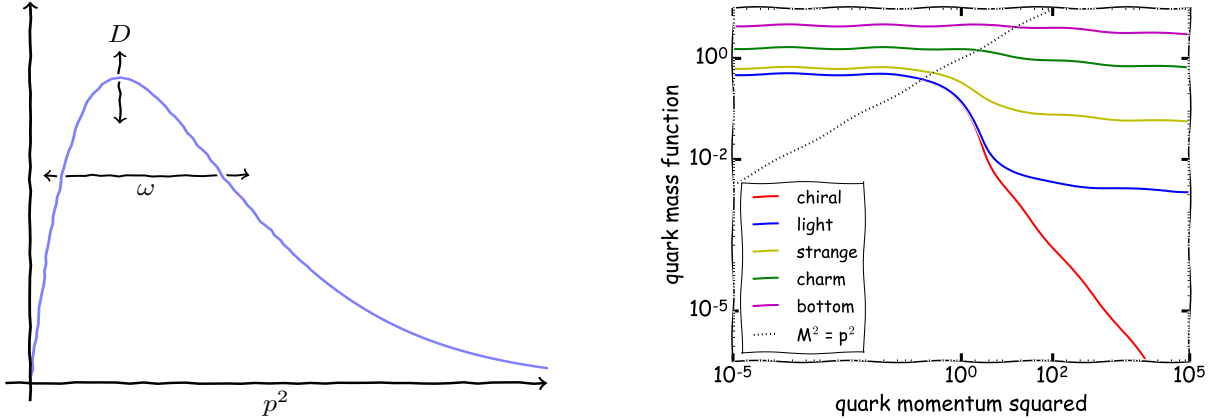 D
ω
p²
quark mass function
10⁰
10⁻²
10⁻⁵
chiral
light
strange
charm
bottom
M² = p²
10⁻⁵
10⁰
10²
10⁵
quark momentum squared